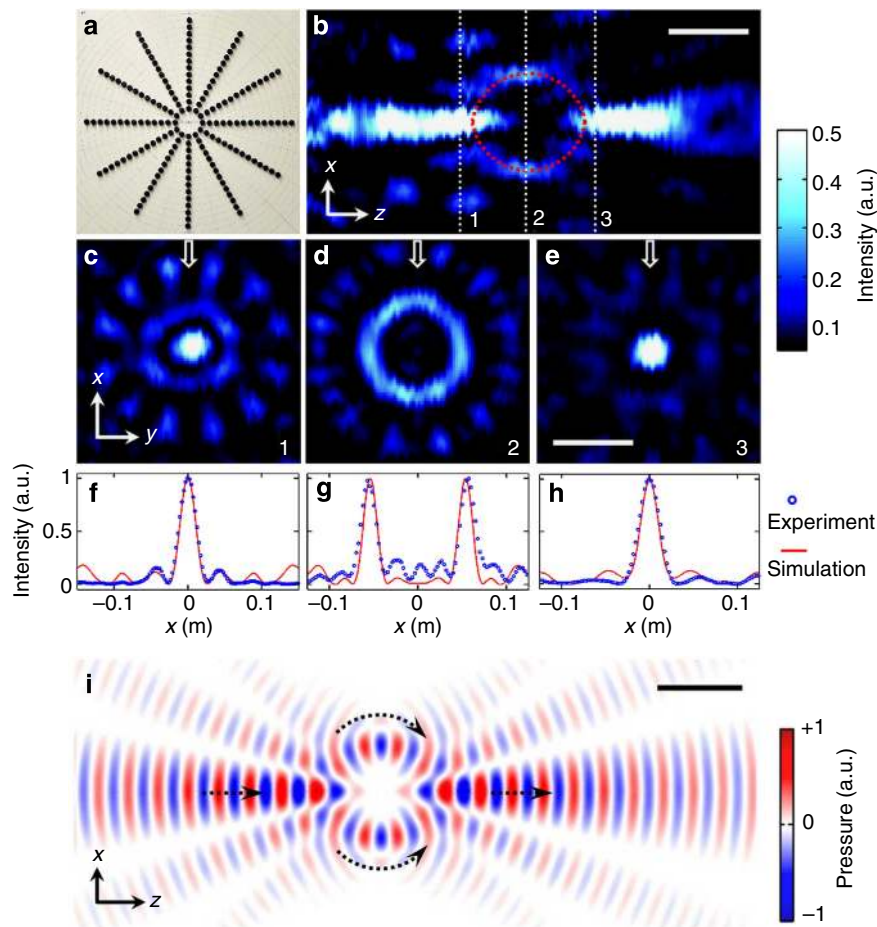 a
b
x
z
1
2
3
0.5
0.4
0.3
0.2
0.1
Intensity (a.u.)
c
x
y
1
d
2
e
3
Intensity (a.u.)
1
0.5
0
f
–0.1
0
0.1
x (m)
g
–0.1
0
0.1
x (m)
h
–0.1
0
0.1
x (m)
Experiment
Simulation
i
x
z
+1
0
–1
Pressure (a.u.)